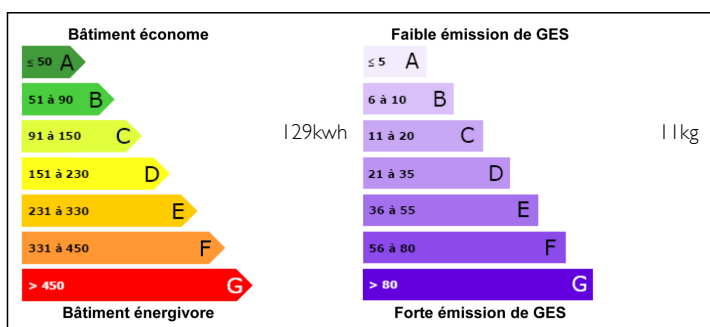 Bâtiment économe
≤ 50 A
51 à 90 B
91 à 150 C
129kwh
151 à 230 D
231 à 330 E
331 à 450 F
> 450 G
Bâtiment énergivore
Faible émission de GES
≤ 5 A
6 à 10 B
11 à 20 C
11kg
21 à 35 D
36 à 55 E
56 à 80 F
> 80 G
Forte émission de GES